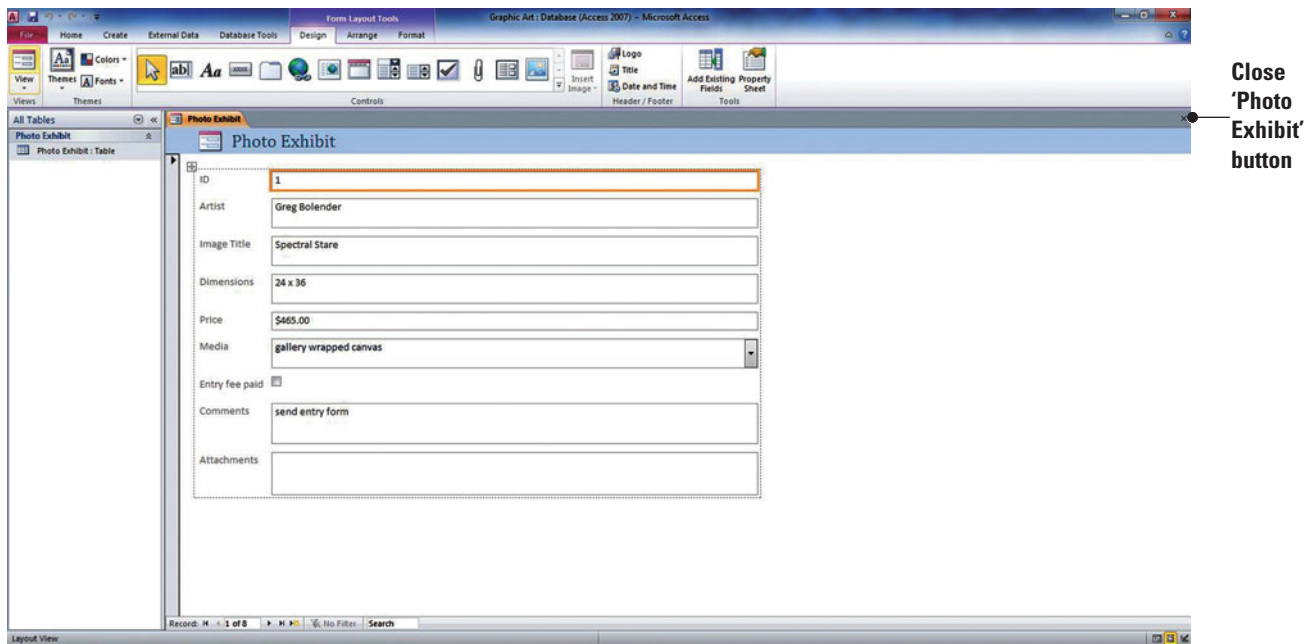 Form Layout Tools
Graphic Art : Database (Access 2007) - Microsoft Access
File Home Create External Data Database Tools Design Arrange Format
View
Views
Aa
Themes
Colors
A Fonts
Themes
ab| Aa xxxx
Insert Image
Controls
Logo
Title
Date and Time
Header / Footer
Add Existing Fields
Property Sheet
Tools
All Tables
Photo Exhibit
Photo Exhibit : Table
Photo Exhibit
Photo Exhibit
ID 1
Artist Greg Bolender
Image Title Spectral Stare
Dimensions 24 x 36
Price $465.00
Media gallery wrapped canvas
Entry fee paid
Comments send entry form
Attachments
Record: 1 of 8 No Filter Search
Layout View
Close
‘Photo
Exhibit’
button